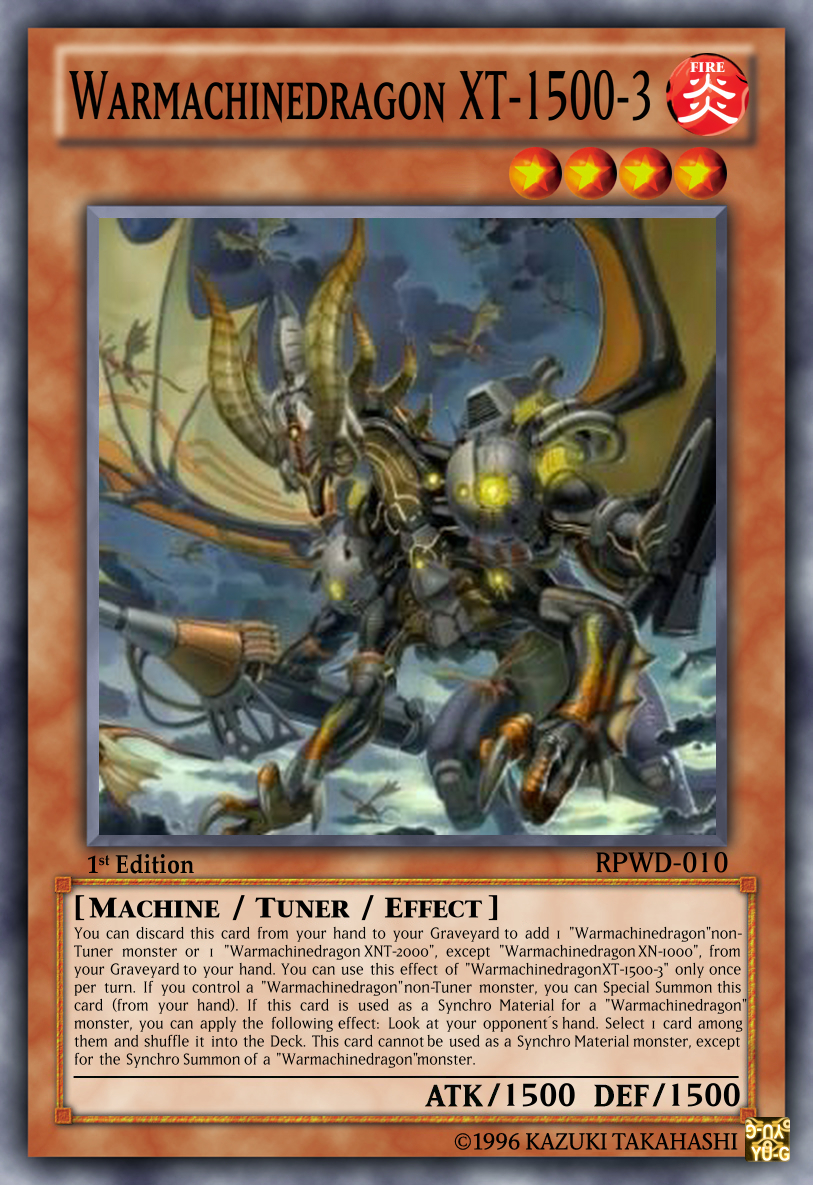 WARMACHINEDRAGON XT-1500-3
FIRE
炎
1st Edition
RPWD-010
[MACHINE / TUNER / EFFECT]
You can discard this card from your hand to your Graveyard to add 1 "Warmachinedragon"non-
Tuner monster or 1 "Warmachinedragon XNT-2000", except "Warmachinedragon XN-1000", from
your Graveyard to your hand. You can use this effect of "WarmachinedragonXT-1500-3" only once
per turn. If you control a "Warmachinedragon"non-Tuner monster, you can Special Summon this
card (from your hand). If this card is used as a Synchro Material for a "Warmachinedragon"
monster, you can apply the following effect: Look at your opponent´s hand. Select 1 card among
them and shuffle it into the Deck. This card cannot be used as a Synchro Material monster, except
for the Synchro Summon of a "Warmachinedragon"monster.
ATK/1500 DEF/1500
©1996 KAZUKI TAKAHASHI
YU-G